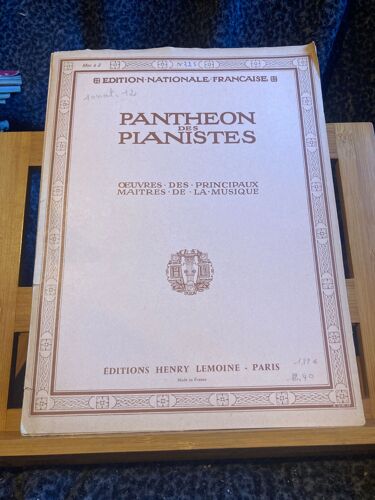 EDITION·NATIONALE·FRANÇAISE
PANTHEON
DES
PIANISTES
ŒUVRES·DES·PRINCIPAUX
MAITRES·DE·LA·MUSIQUE
ÉDITIONS HENRY LEMOINE - PARIS
Made in France